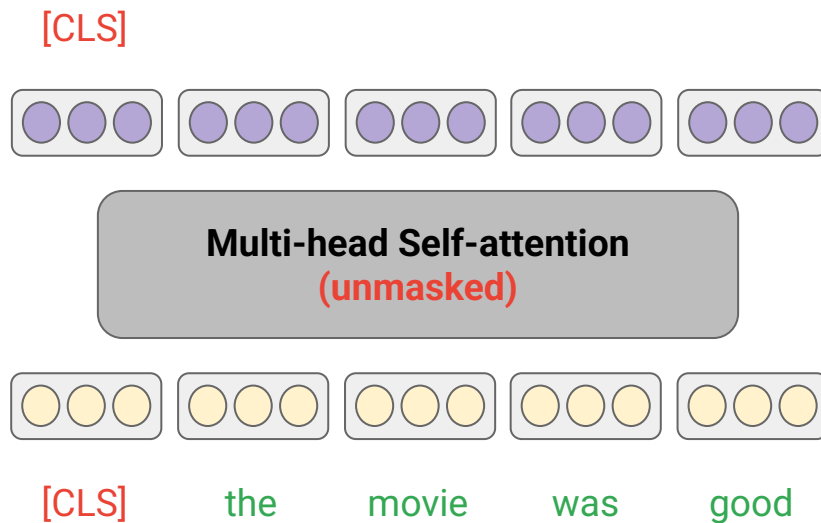 [CLS]
Multi-head Self-attention
(unmasked)
[CLS] the movie was good